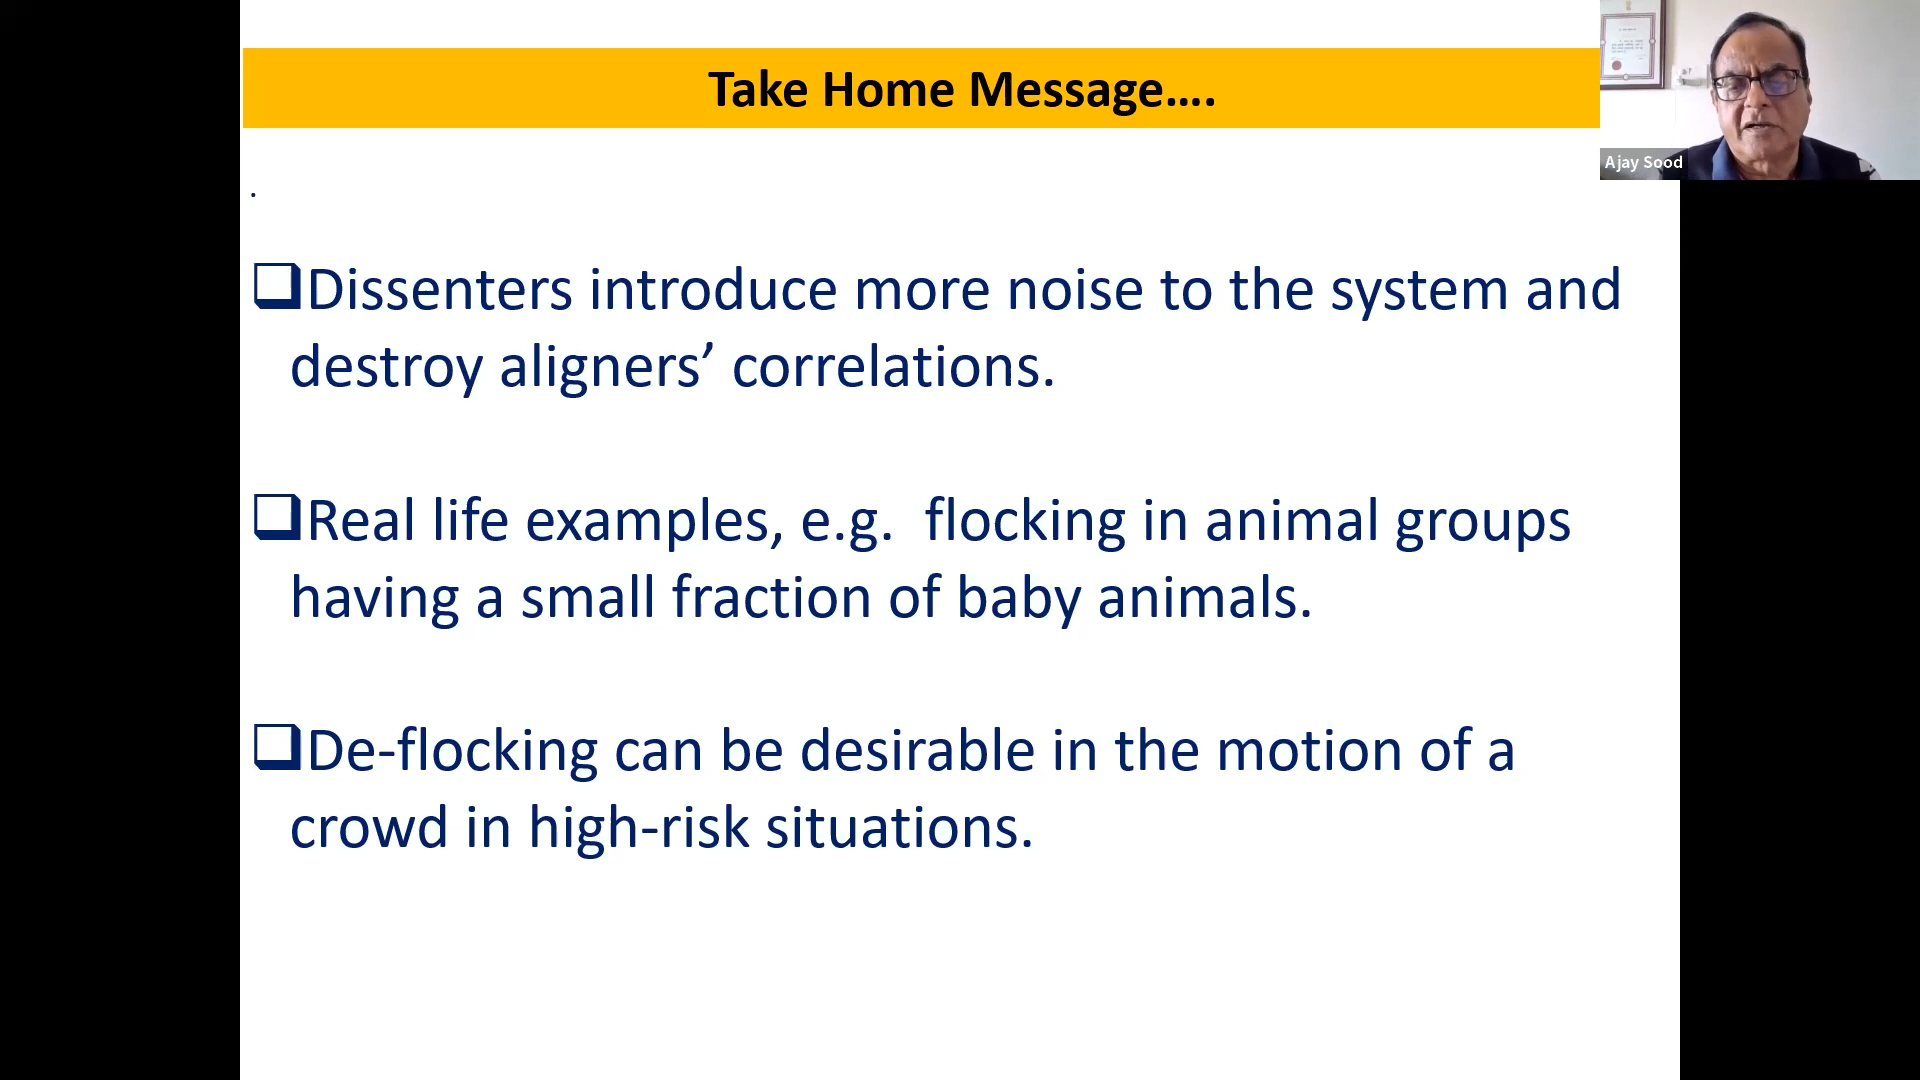 Take Home Message....
Ajay Sood
.
❑Dissenters introduce more noise to the system and
destroy aligners’ correlations.
❑Real life examples, e.g.  flocking in animal groups
having a small fraction of baby animals.
❑De-flocking can be desirable in the motion of a
crowd in high-risk situations.